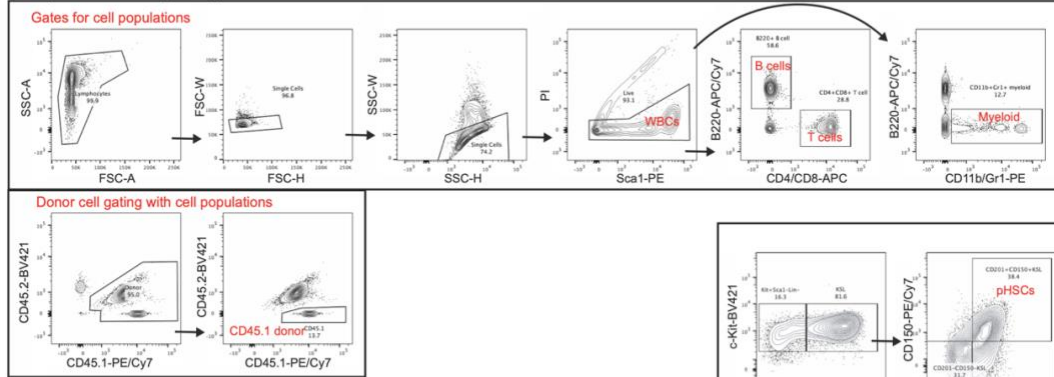 Gates for cell populations
SSC-A
Lymphocytes
99.9
FSC-A
FSC-W
Single Cells
96.8
FSC-H
SSC-W
Single Cells
74.2
SSC-H
PI
Live
93.1
WBCs
Sca1-PE
B220-APC/Cy7
B220+ B cell
58.6
B cells
CD4+CD8+ T cell
28.8
T cells
CD4/CD8-APC
B220-APC/Cy7
CD11b+Gr1+ myeloid
12.7
Myeloid
CD11b/Gr1-PE
Donor cell gating with cell populations
CD45.2-BV421
Donor
95.0
CD45.1-PE/Cy7
CD45.2-BV421
CD45.1 donor
CD45.1
13.7
CD45.1-PE/Cy7
c-Kit-BV421
Kit+Sca1-Lin-
16.3
KSL
81.6
CD150-PE/Cy7
CD201+CD150+KSL
38.4
pHSCs
CD201-CD150-KSL
31.7